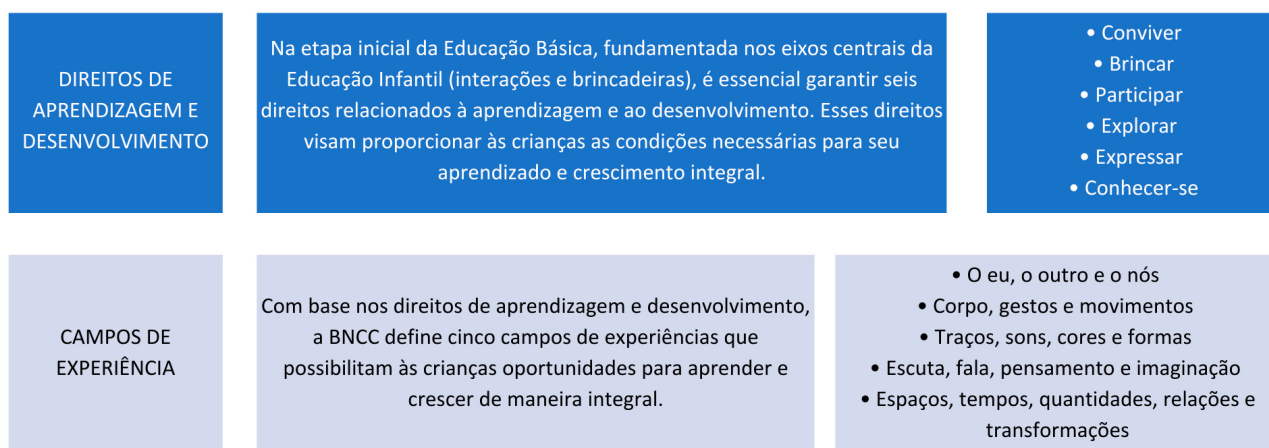 DIREITOS DE
APRENDIZAGEM E
DESENVOLVIMENTO
Na etapa inicial da Educação Básica, fundamentada nos eixos centrais da
Educação Infantil (interações e brincadeiras), é essencial garantir seis
direitos relacionados à aprendizagem e ao desenvolvimento. Esses direitos
visam proporcionar às crianças as condições necessárias para seu
aprendizado e crescimento integral.
• Conviver
• Brincar
• Participar
• Explorar
• Expressar
• Conhecer-se
CAMPOS DE
EXPERIÊNCIA
Com base nos direitos de aprendizagem e desenvolvimento,
a BNCC define cinco campos de experiências que
possibilitam às crianças oportunidades para aprender e
crescer de maneira integral.
• O eu, o outro e o nós
• Corpo, gestos e movimentos
• Traços, sons, cores e formas
• Escuta, fala, pensamento e imaginação
• Espaços, tempos, quantidades, relações e
transformações